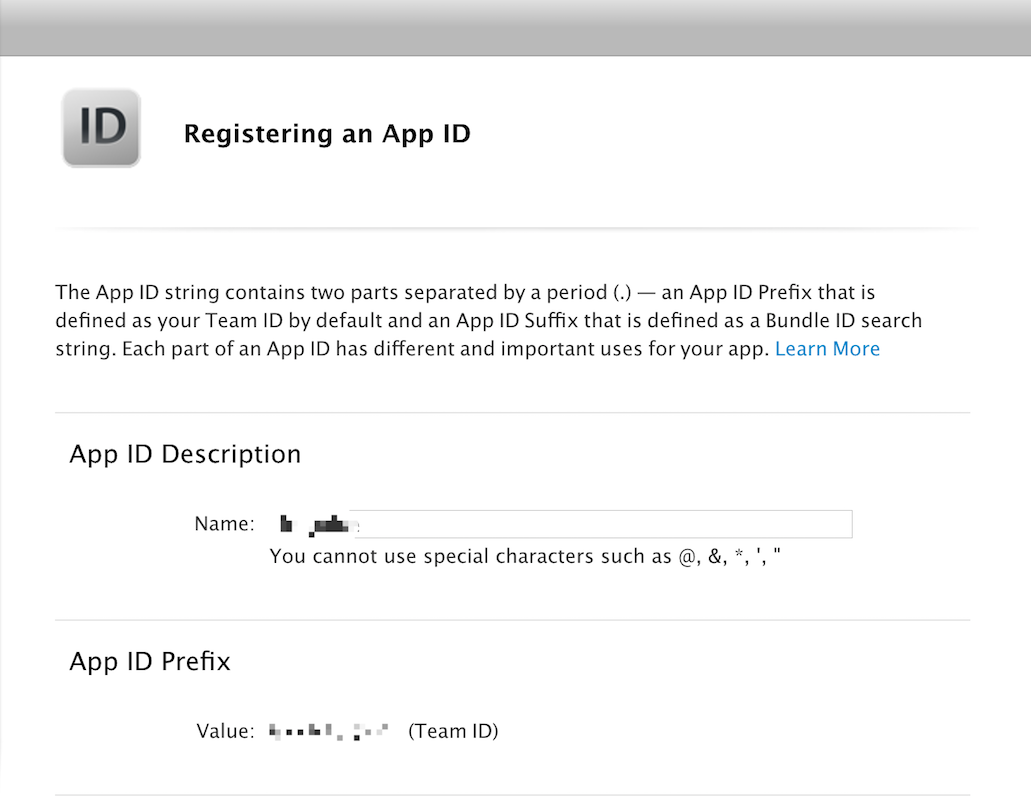 ID
Registering an App ID
The App ID string contains two parts separated by a period (.) — an App ID Prefix that is
defined as your Team ID by default and an App ID Suffix that is defined as a Bundle ID search
string. Each part of an App ID has different and important uses for your app. Learn More
App ID Description
Name:
You cannot use special characters such as @, &, *, ', "
App ID Prefix
Value: (Team ID)